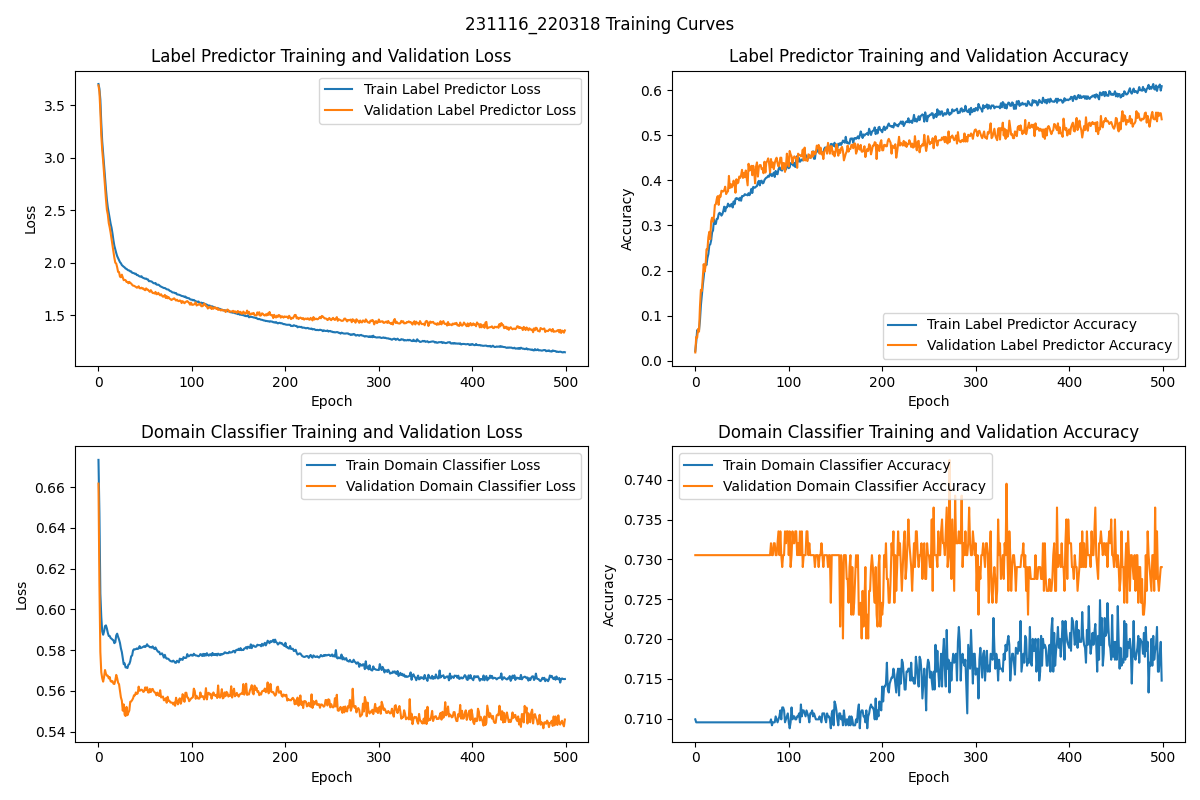 231116_220318 Training Curves
Label Predictor Training and Validation Loss
3.5
3.0
2.5
2.0
1.5
Loss
Train Label Predictor Loss
Validation Label Predictor Loss
0 100 200 300 400 500
Epoch
Label Predictor Training and Validation Accuracy
0.6
0.5
0.4
0.3
0.2
0.1
0.0
Accuracy
Train Label Predictor Accuracy
Validation Label Predictor Accuracy
0 100 200 300 400 500
Epoch
Domain Classifier Training and Validation Loss
0.66
0.64
0.62
0.60
0.58
0.56
0.54
Loss
Train Domain Classifier Loss
Validation Domain Classifier Loss
0 100 200 300 400 500
Epoch
Domain Classifier Training and Validation Accuracy
0.740
0.735
0.730
0.725
0.720
0.715
0.710
Accuracy
Train Domain Classifier Accuracy
Validation Domain Classifier Accuracy
0 100 200 300 400 500
Epoch